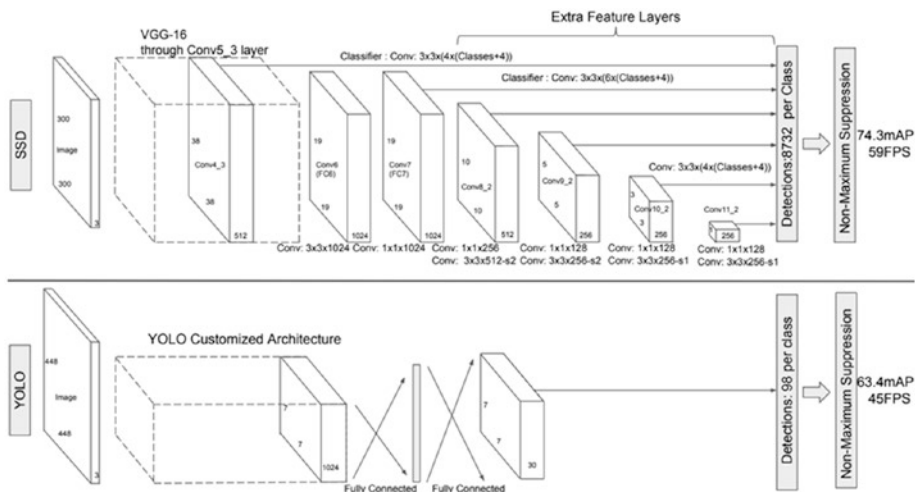 Extra Feature Layers
VGG-16
through Conv5_3 layer
Classifier : Conv: 3x3x(4x(Classes+4))
Classifier : Conv: 3x3x(6x(Classes+4))
SSD
300
Image
300
3
38
Conv4_3
38
512
19
Conv6
(FC6)
19
1024
19
Conv7
(FC7)
19
1024
10
Conv8_2
10
512
5
Conv9_2
5
256
Conv: 3x3x(4x(Classes+4))
3
Conv10_2
3
256
Conv11_2
256
Conv: 3x3x1024
Conv: 1x1x1024
Conv: 1x1x256
Conv: 3x3x512-s2
Conv: 1x1x128
Conv: 3x3x256-s2
Conv: 1x1x128
Conv: 3x3x256-s1
Conv: 1x1x128
Conv: 3x3x256-s1
Detections:8732 per Class
Non-Maximum Suppression
74.3mAP
59FPS
YOLO
448
Image
448
3
YOLO Customized Architecture
7
7
1024
Fully Connected
Fully Connected
7
7
30
Detections: 98 per class
Non-Maximum Suppression
63.4mAP
45FPS